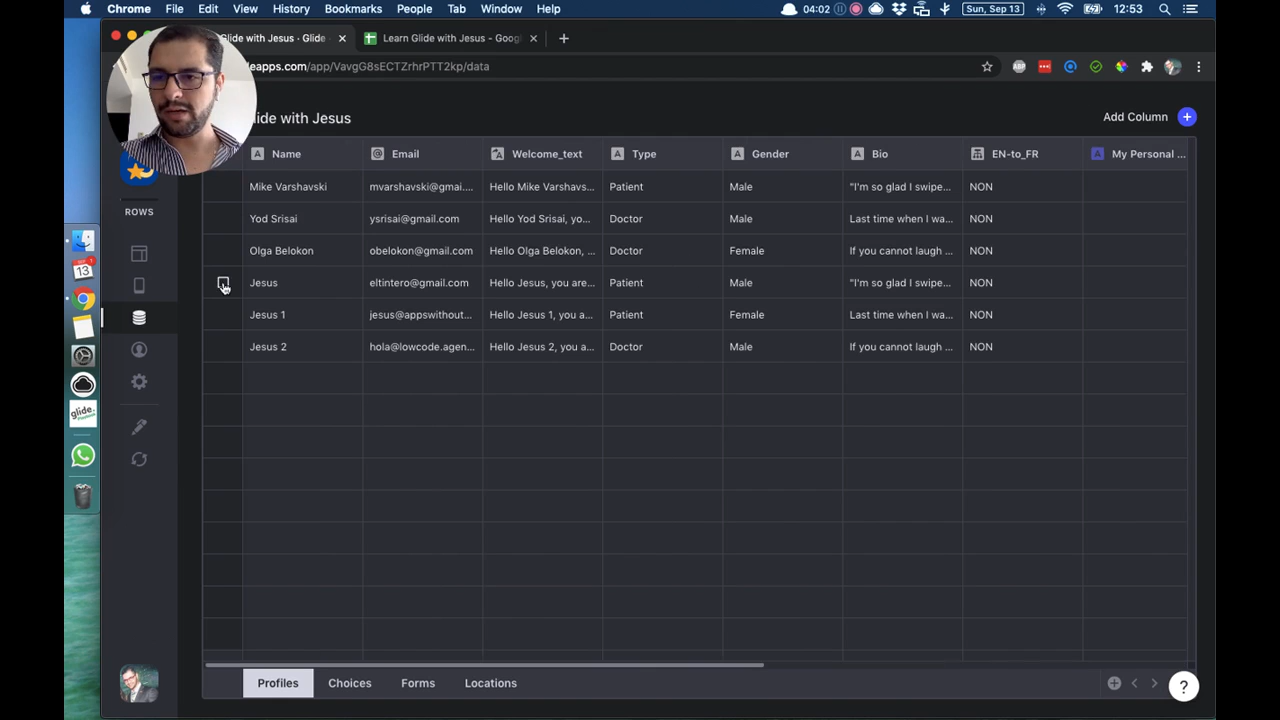 Chrome File Edit View History Bookmarks People Tab Window Help 04:02 Sun, Sep 13 12:53
Glide with Jesus · Glide Learn Glide with Jesus - Goog
eapps.com/app/VavgG8sECTZrhrPTT2kp/data
lide with Jesus Add Column
ROWS
Name Email Welcome_text Type Gender Bio EN-to_FR My Personal ...
Mike Varshavski mvarshavski@gmai... Hello Mike Varshavs... Patient Male "I'm so glad I swipe... NON
Yod Srisai ysrisai@gmail.com Hello Yod Srisai, yo... Doctor Male Last time when I wa... NON
Olga Belokon obelokon@gmail.com Hello Olga Belokon, ... Doctor Female If you cannot laugh ... NON
Jesus eltintero@gmail.com Hello Jesus, you are... Patient Male "I'm so glad I swipe... NON
Jesus 1 jesus@appswithout... Hello Jesus 1, you a... Patient Female Last time when I wa... NON
Jesus 2 hola@lowcode.agen... Hello Jesus 2, you a... Doctor Male If you cannot laugh ... NON
13
glide.
Profiles Choices Forms Locations
?